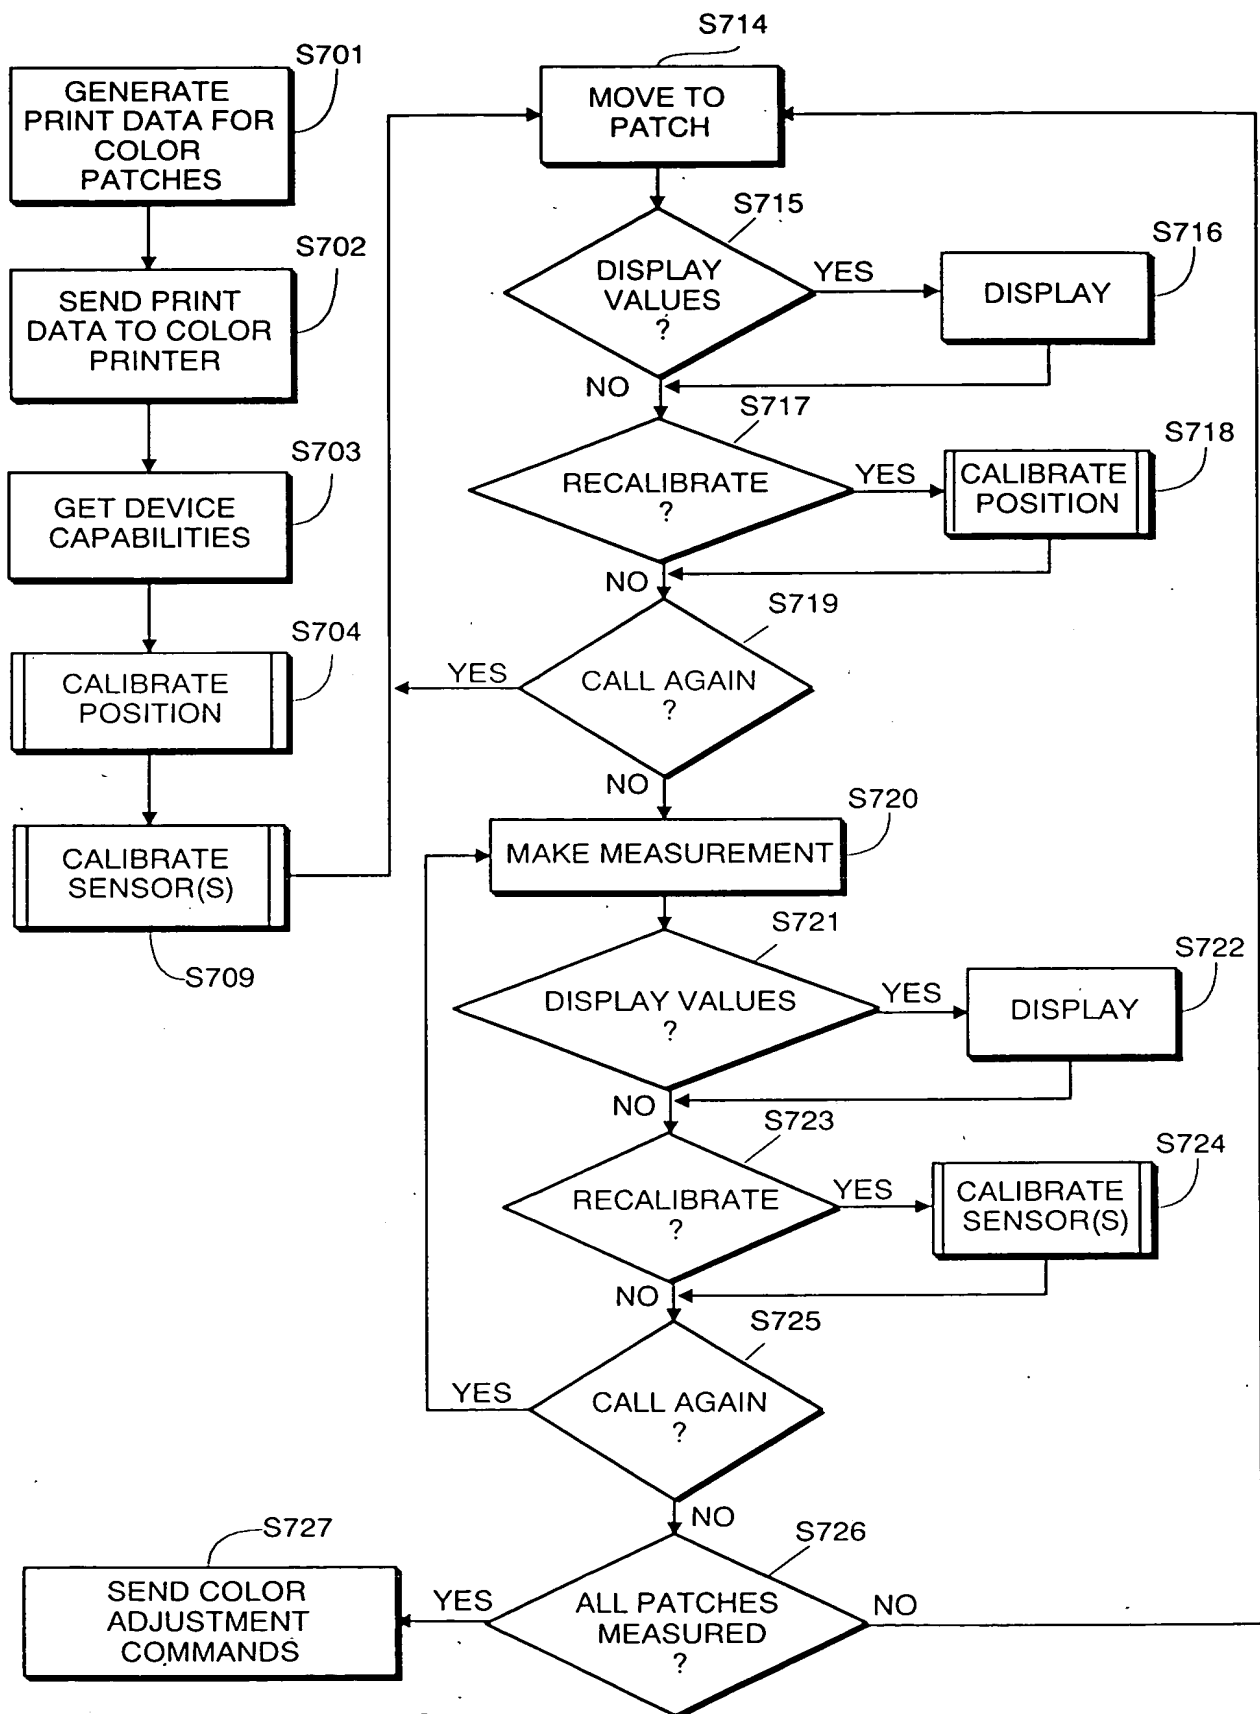 S701
GENERATE
PRINT DATA FOR
COLOR
PATCHES
S702
SEND PRINT
DATA TO COLOR
PRINTER
S703
GET DEVICE
CAPABILITIES
S704
CALIBRATE
POSITION
CALIBRATE
SENSOR(S)
S709
S714
MOVE TO
PATCH
S715
DISPLAY
VALUES
?
YES
S716
DISPLAY
NO
S717
RECALIBRATE
?
YES
S718
CALIBRATE
POSITION
NO
S719
CALL AGAIN
?
YES
NO
S720
MAKE MEASUREMENT
S721
DISPLAY VALUES
?
YES
S722
DISPLAY
NO
S723
RECALIBRATE
?
YES
S724
CALIBRATE
SENSOR(S)
NO
S725
CALL AGAIN
?
YES
NO
S726
ALL PATCHES
MEASURED
?
NO
YES
S727
SEND COLOR
ADJUSTMENT
COMMANDS